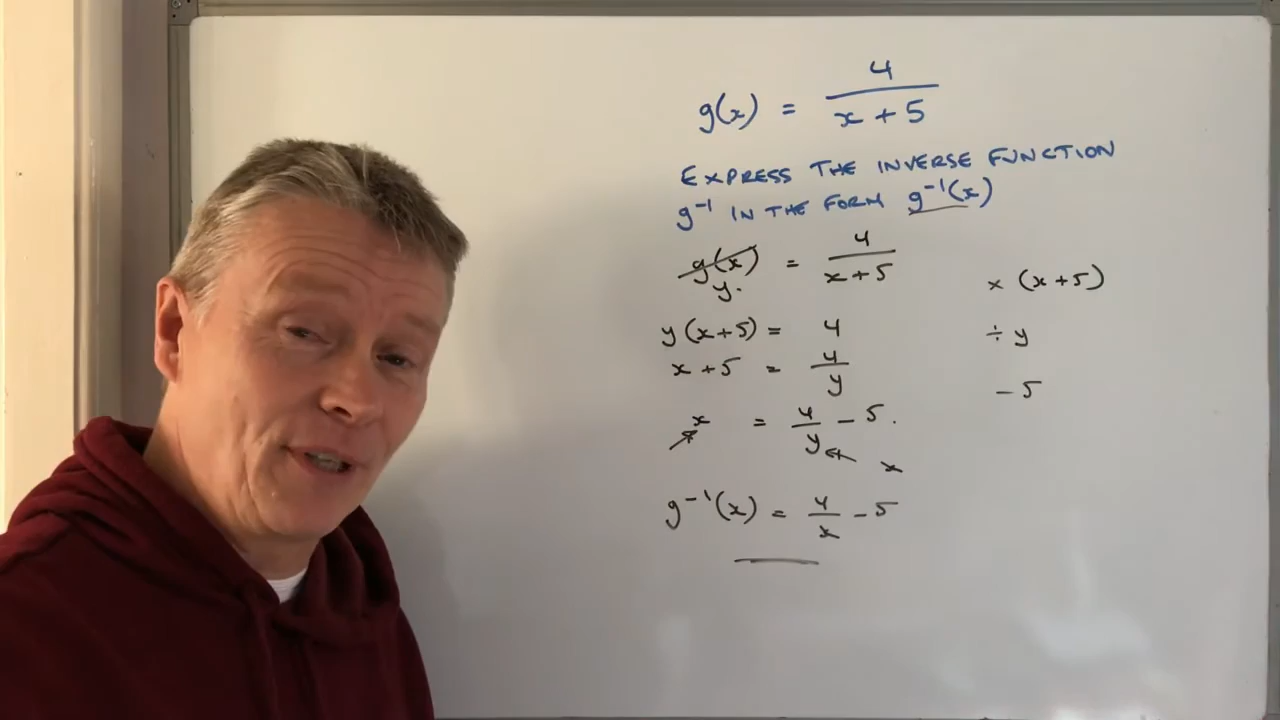 g(x) = 4/(x+5)
EXPRESS THE INVERSE FUNCTION
g⁻¹ IN THE FORM g⁻¹(x)
g(x) = 4/(x+5) × (x+5)
y.
y(x+5) = 4 ÷ y
x+5 = 4/y
- 5
x = 4/y - 5.
x
g⁻¹(x) = 4/x - 5